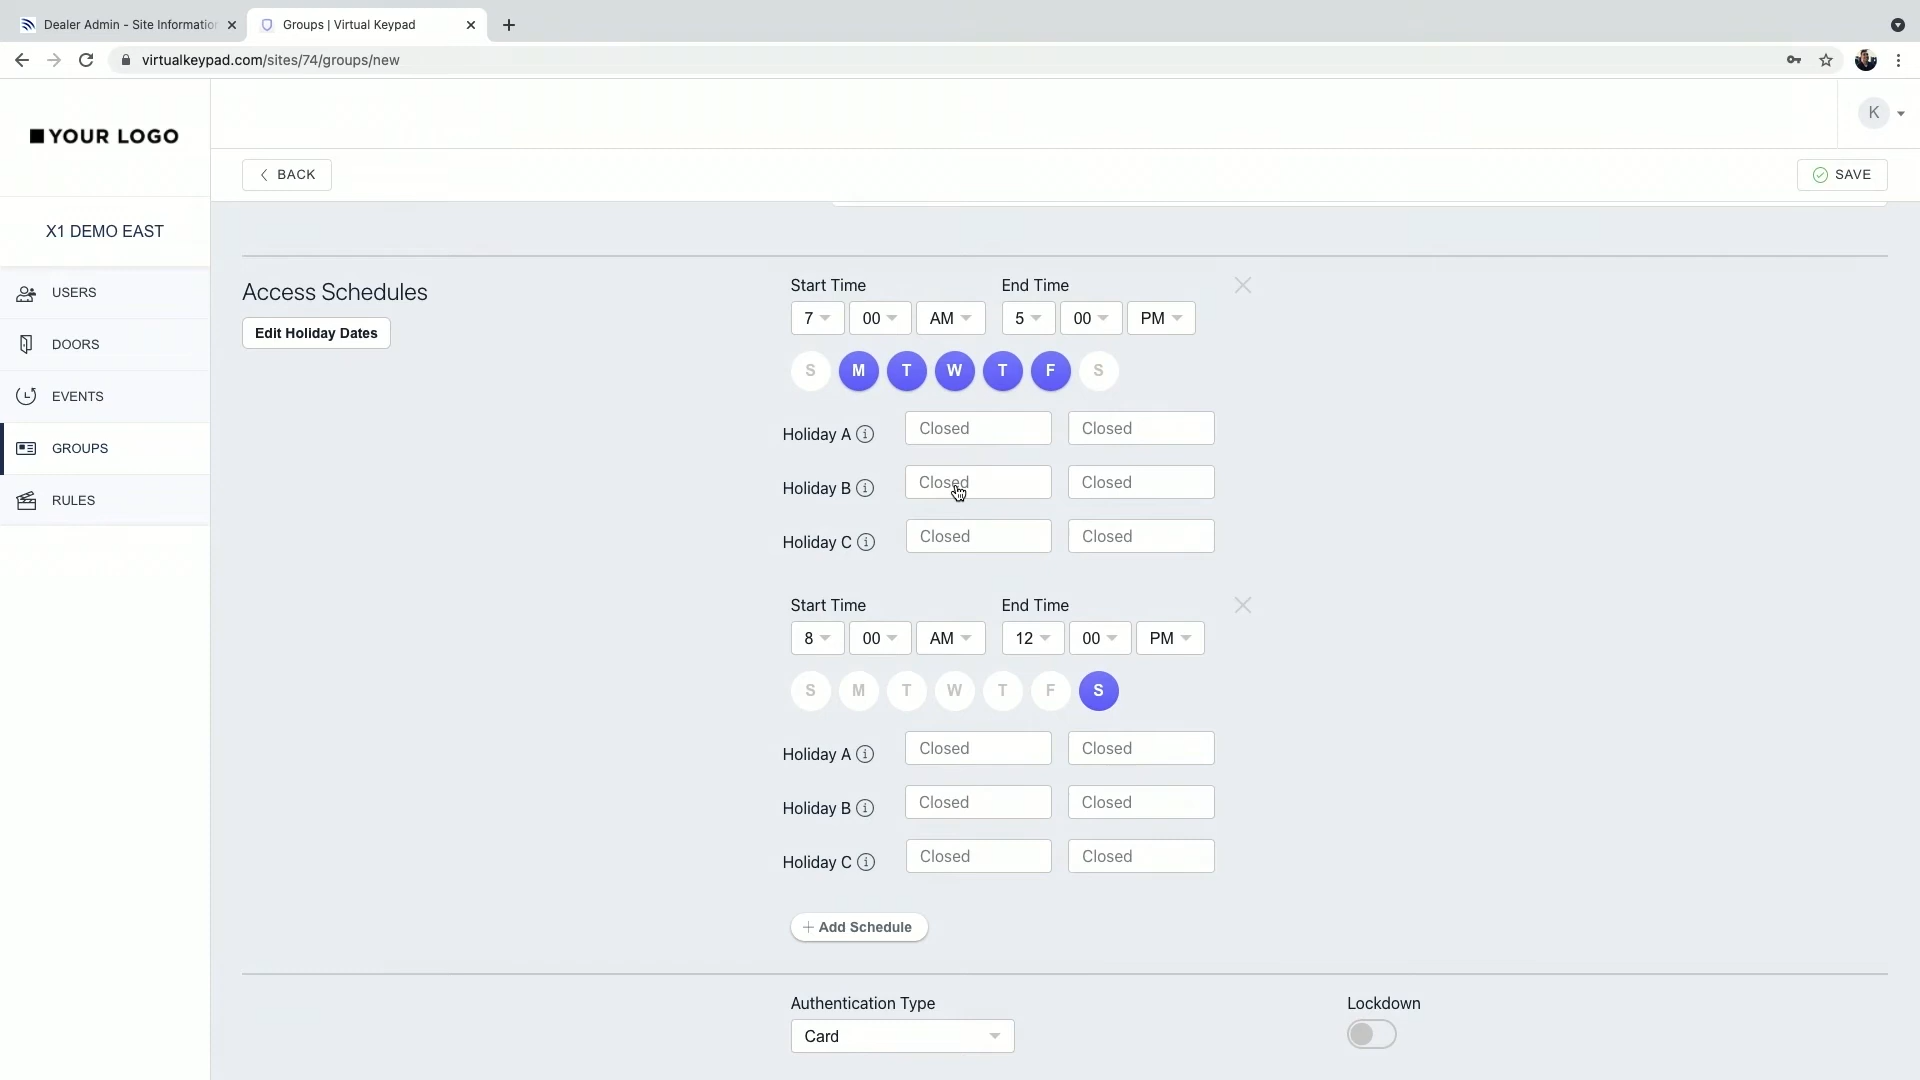 Dealer Admin - Site Information
Groups | Virtual Keypad
virtualkeypad.com/sites/74/groups/new
YOUR LOGO
K
BACK
SAVE
X1 DEMO EAST
USERS
DOORS
EVENTS
GROUPS
RULES
Access Schedules
Edit Holiday Dates
Start Time End Time
7 00 AM 5 00 PM
S M T W T F S
Holiday A Closed Closed
Holiday B Closed Closed
Holiday C Closed Closed
Start Time End Time
8 00 AM 12 00 PM
S M T W T F S
Holiday A Closed Closed
Holiday B Closed Closed
Holiday C Closed Closed
+ Add Schedule
Authentication Type Lockdown
Card